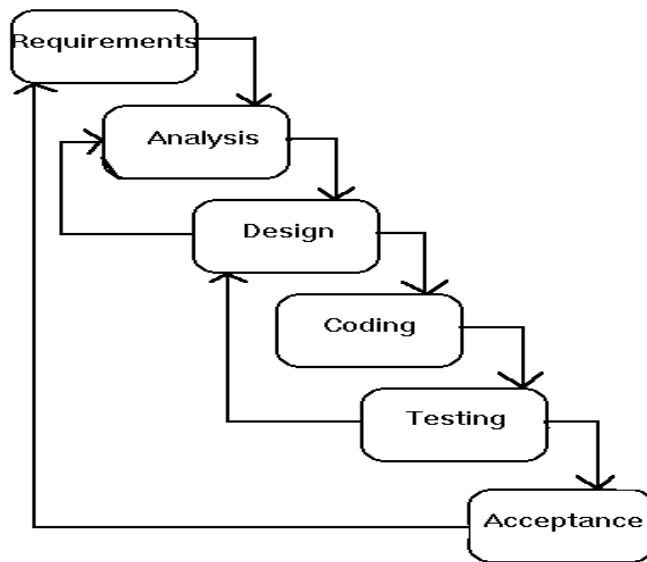 Requirements
Analysis
Design
Coding
Testing
Acceptance